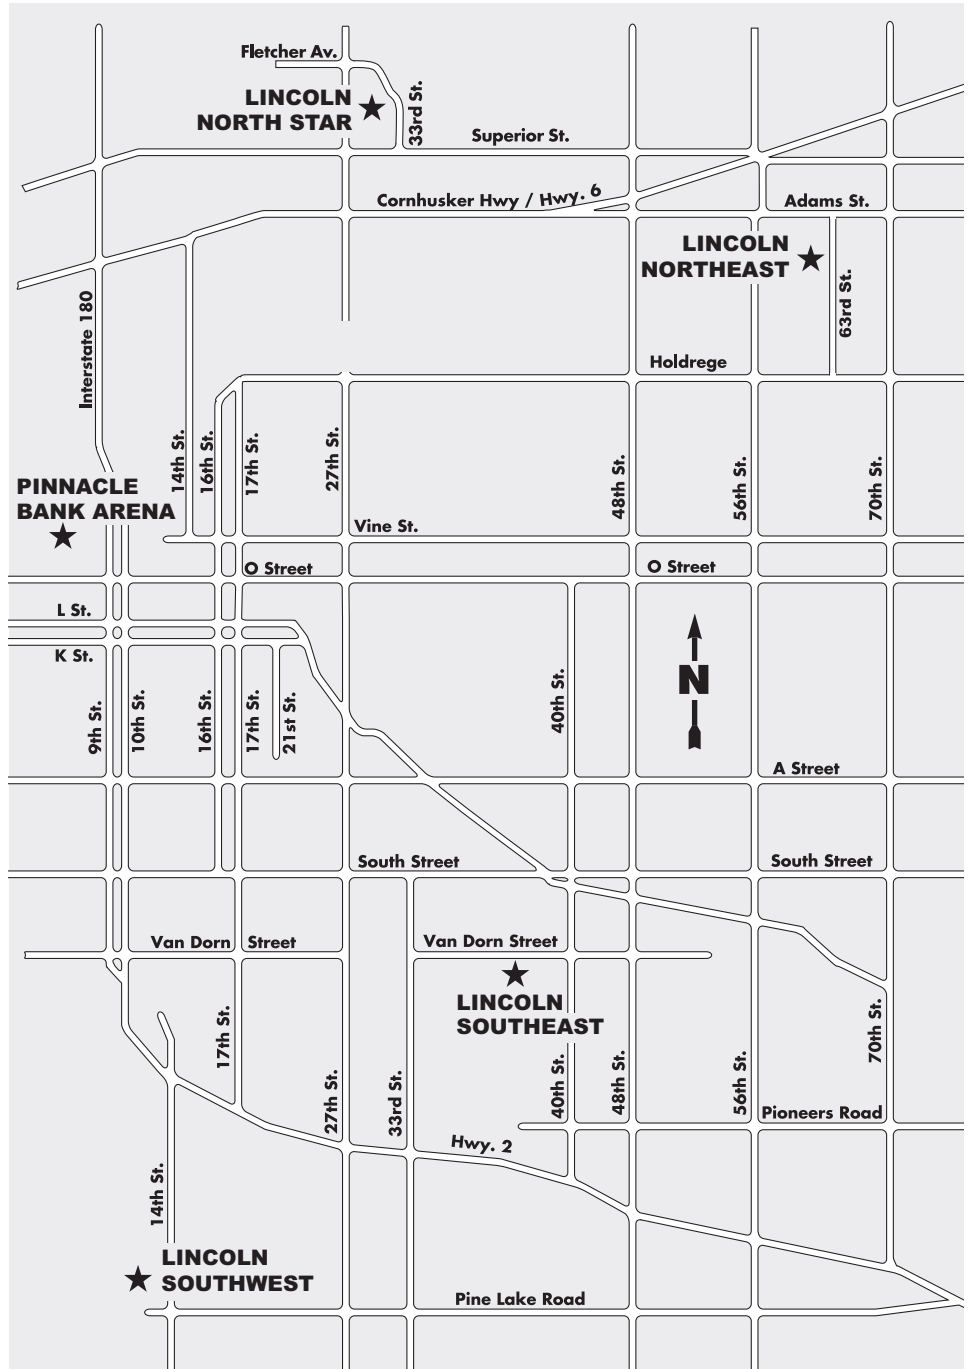 Fletcher Av.
LINCOLN
NORTH STAR
33rd St.
Superior St.
Cornhusker Hwy / Hwy. 6
Adams St.
LINCOLN
NORTHEAST
63rd St.
Interstate 180
Holdrege
14th St.
16th St.
17th St.
27th St.
48th St.
56th St.
70th St.
PINNACLE
BANK ARENA
Vine St.
O Street
O Street
L St.
K St.
N
9th St.
10th St.
16th St.
17th St.
21st St.
40th St.
A Street
South Street
South Street
Van Dorn Street
Van Dorn Street
LINCOLN
SOUTHEAST
17th St.
27th St.
33rd St.
40th St.
48th St.
56th St.
70th St.
Pioneers Road
Hwy. 2
14th St.
LINCOLN
SOUTHWEST
Pine Lake Road